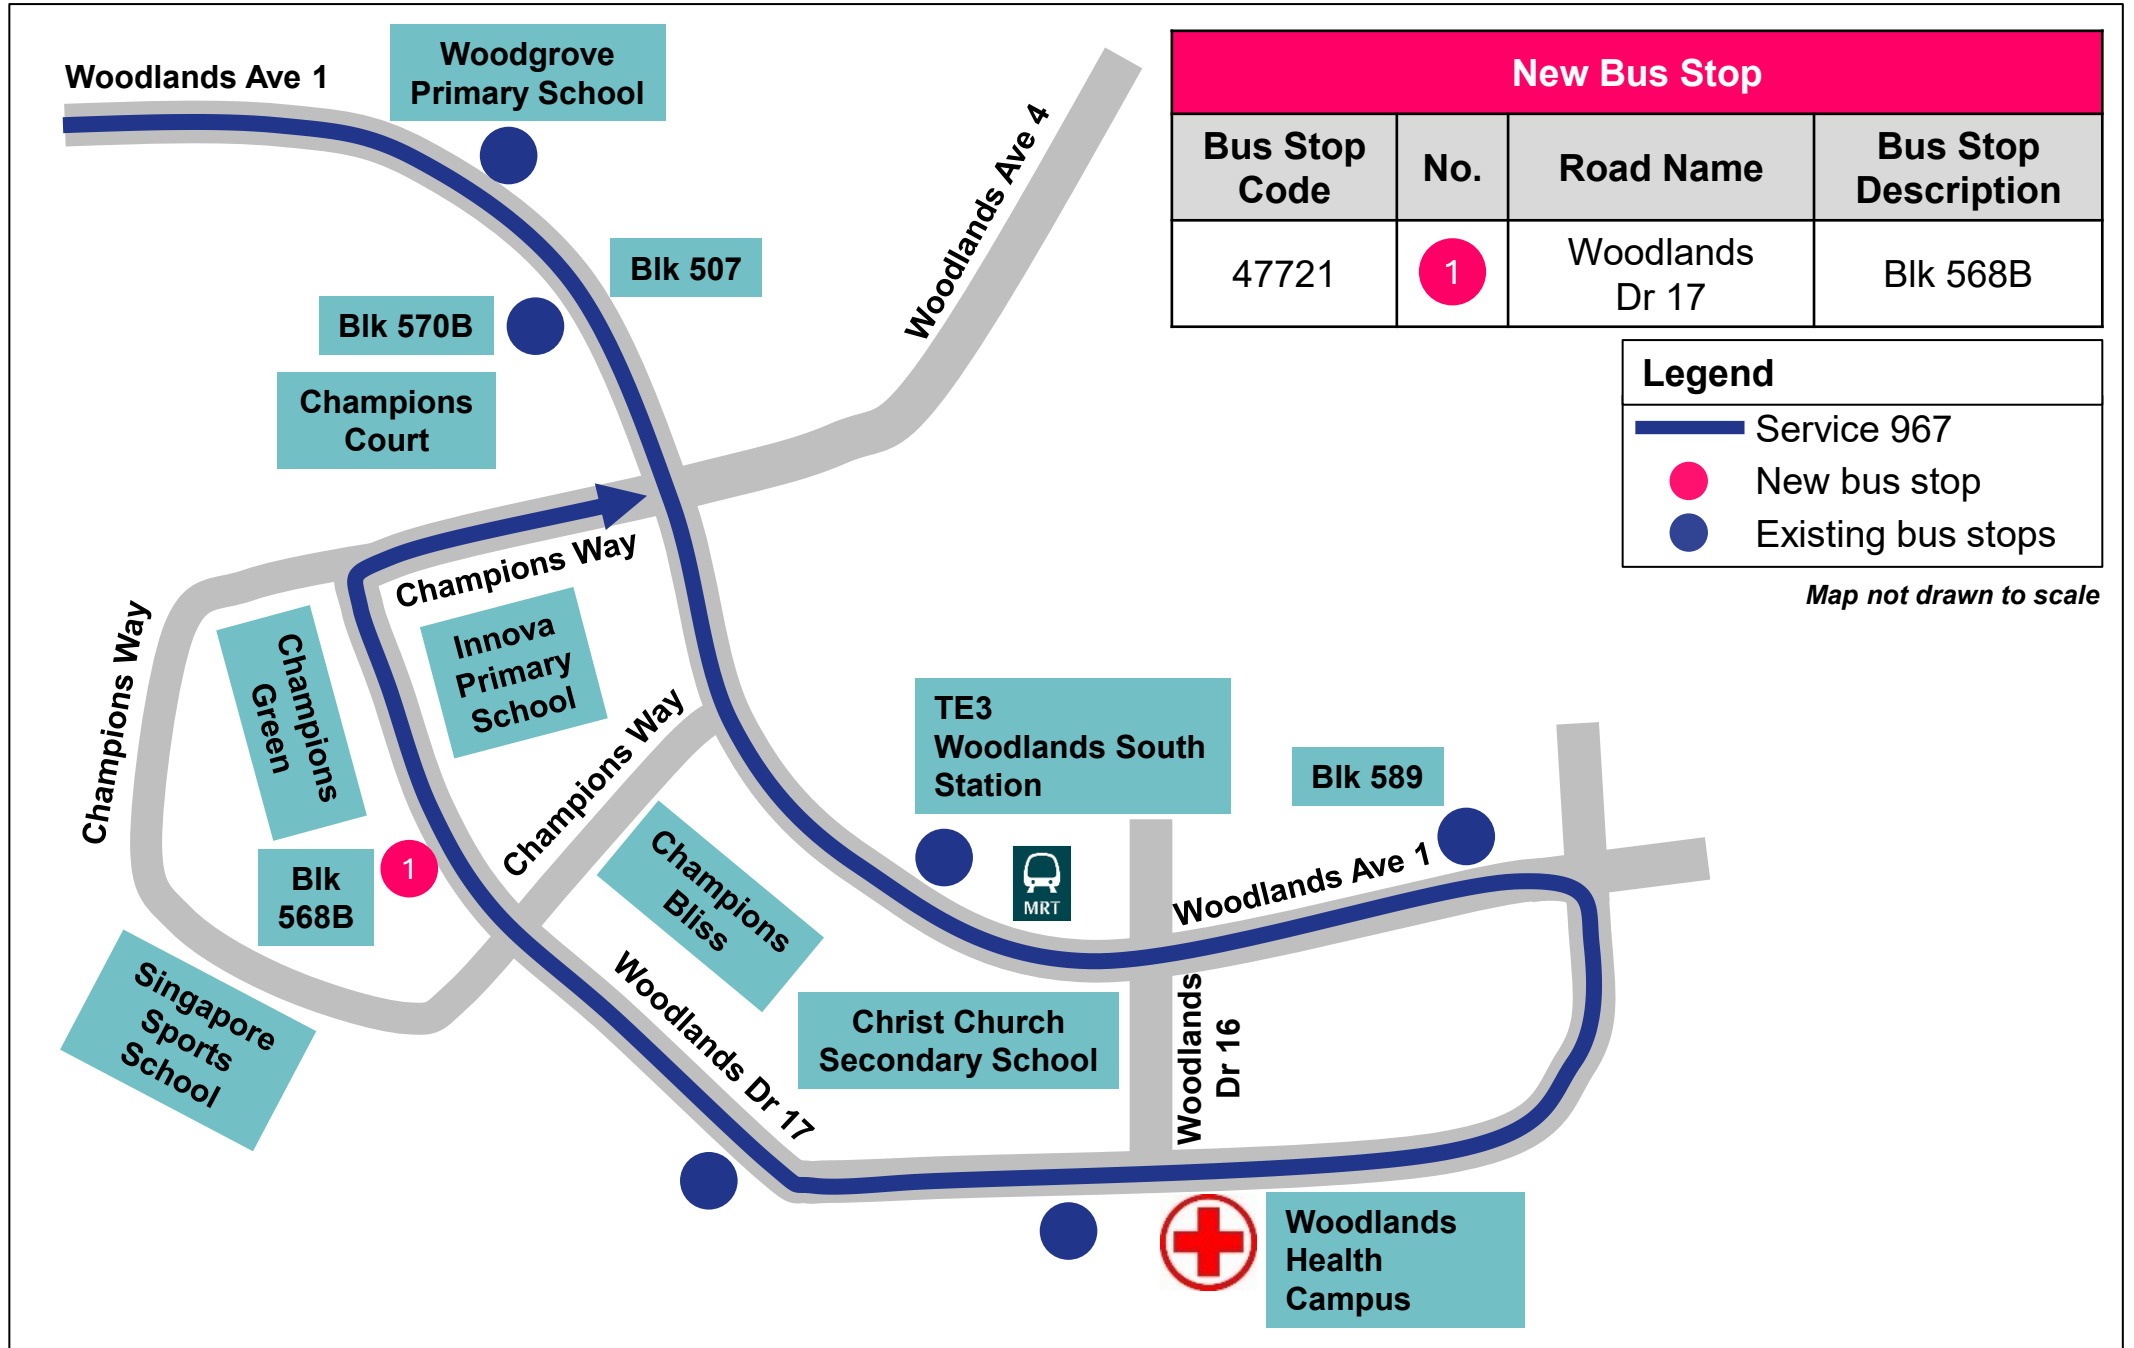 Woodlands Ave 1
Woodgrove
Primary School
Woodlands Ave 4
New Bus Stop
Bus Stop
Code
No.
Road Name
Bus Stop
Description
47721
1
Woodlands
Dr 17
Blk 568B
Blk 507
Blk 570B
Champions
Court
Legend
Service 967
New bus stop
Existing bus stops
Map not drawn to scale
Champions Way
Champions Way
Champions
Green
Innova
Primary
School
Champions Way
TE3
Woodlands South
Station
MRT
Blk 589
Woodlands Ave 1
Blk
568B
1
Champions
Bliss
Singapore
Sports
School
Woodlands Dr 17
Christ Church
Secondary School
Woodlands
Dr 16
Woodlands
Health
Campus